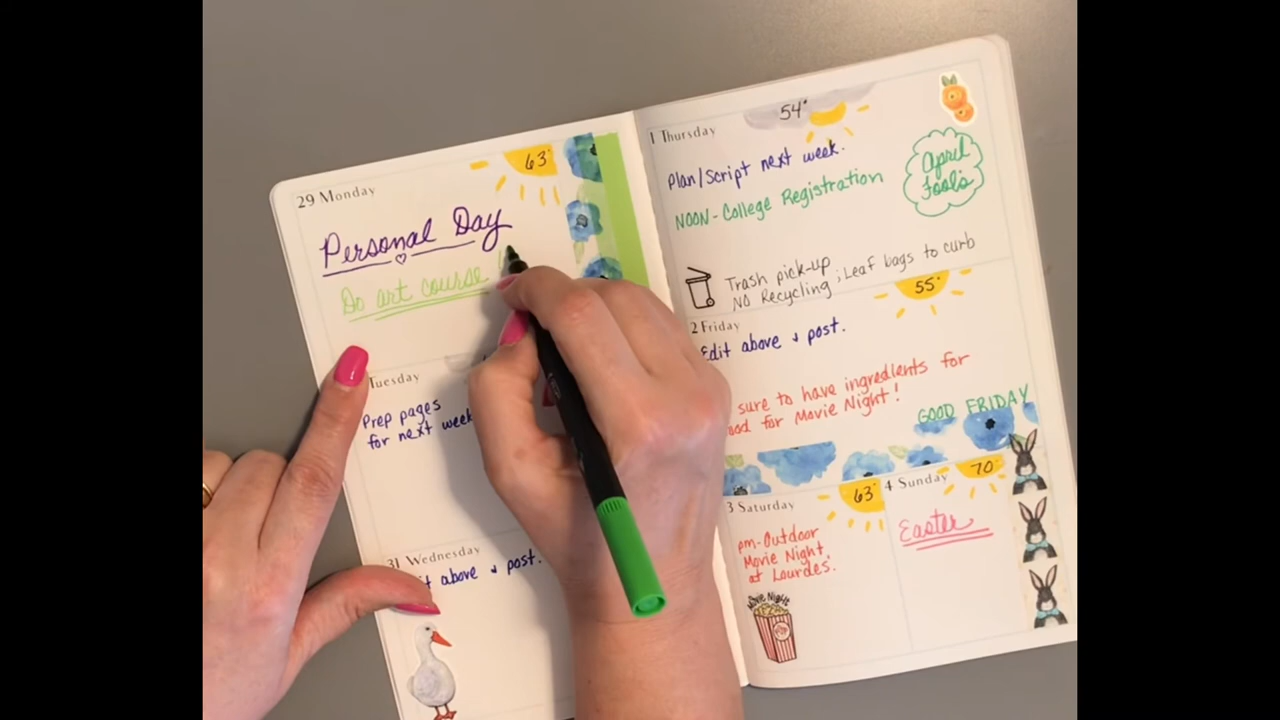 29 Monday
63°
Personal Day
Do art course
Tuesday
Prep pages
for next week
31 Wednesday
above & post.
1 Thursday
54°
Plan/Script next week.
NOON - College Registration
April
Fool's
Trash pick-up ; Leaf bags to curb
NO Recycling
2 Friday
55°
Edit above & post.
sure to have ingredients for
for Movie Night!
GOOD FRIDAY
3 Saturday
63°
pm-Outdoor
Movie Night
at Lourdes.
Movie Night
4 Sunday
70°
Easter